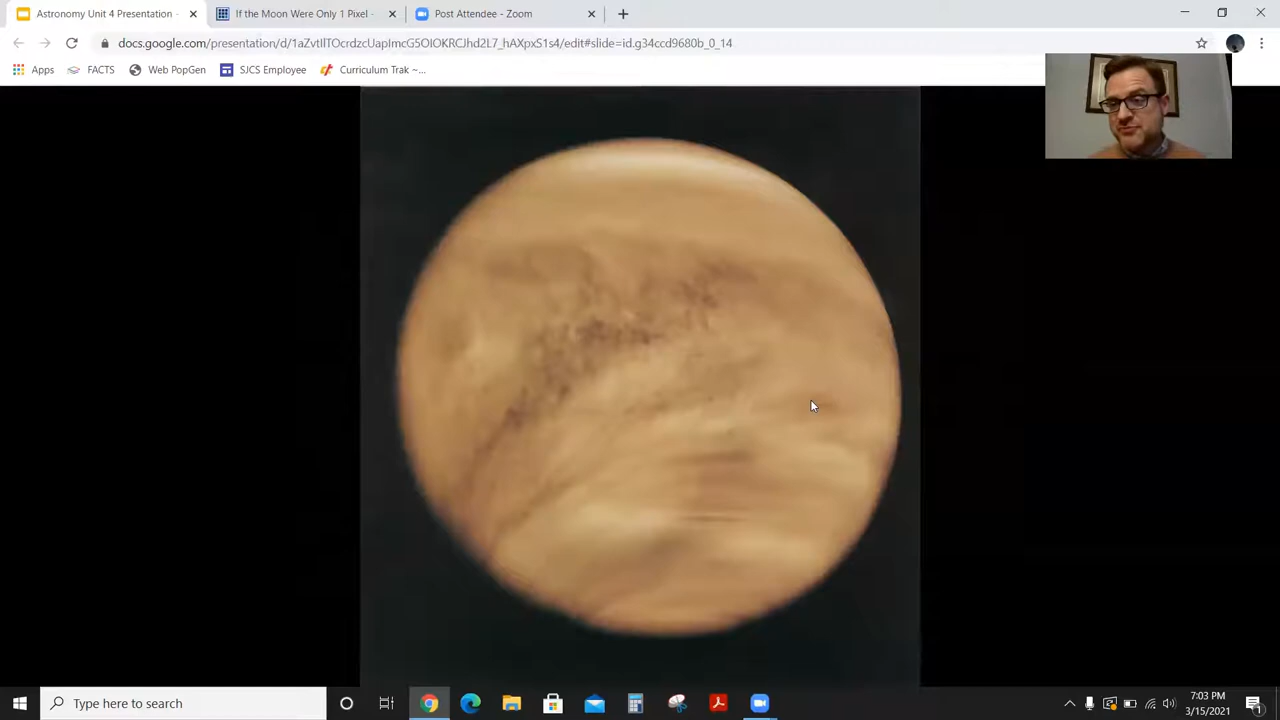 Astronomy Unit 4 Presentation -
If the Moon Were Only 1 Pixel -
Post Attendee - Zoom
docs.google.com/presentation/d/1aZvtIlTOcrdzcUapImcG5OIOKRCJhd2L7_hAXpxS1s4/edit#slide=id.g34ccd9680b_0_14
Apps
FACTS
Web PopGen
SJCS Employee
Curriculum Trak ~...
Type here to search
7:03 PM
3/15/2021
1